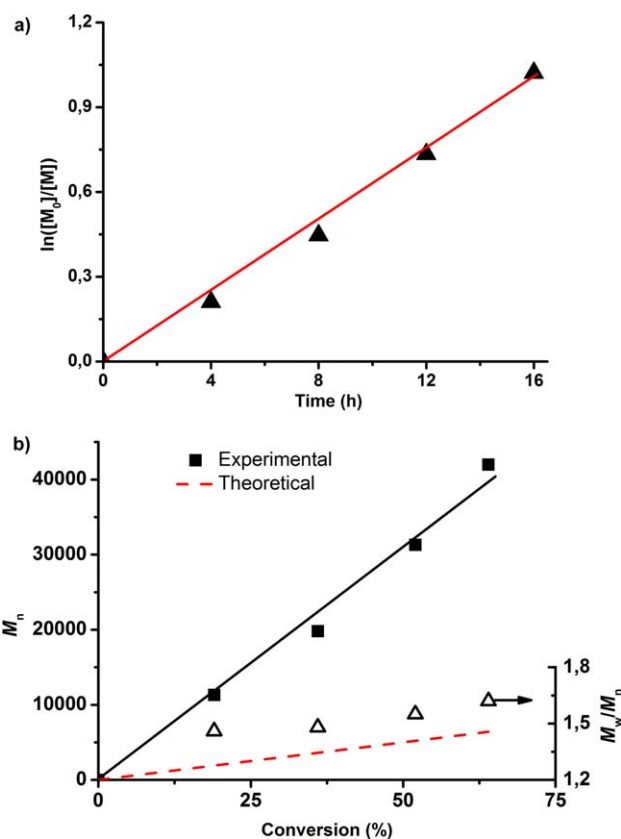 a)
1,2
0,9
0,6
0,3
0,0
ln([M₀]/[M])
0 4 8 12 16
Time (h)
b)
Experimental
Theoretical
40000
30000
20000
10000
0
Mₙ
1,8
1,5
1,2
M_w/Mₙ
0 25 50 75
Conversion (%)